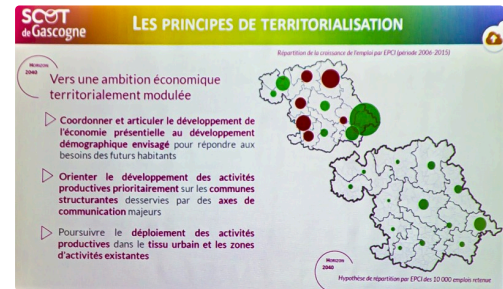 SCOT
de Gascogne
LES PRINCIPES DE TERRITORIALISATION
Répartition de la croissance de l'emploi par EPCI (période 2006-2015)
HORIZON
2040
Vers une ambition économique
territorialement modulée
Coordonner et articuler le développement de
l'économie présentielle au développement
démographique envisagé pour répondre aux
besoins des futurs habitants
Orienter le développement des activités
productives prioritairement sur les communes
structurantes desservies par des axes de
communication majeurs
Poursuivre le déploiement des activités
productives dans le tissu urbain et les zones
d'activités existantes
HORIZON
2040
Hypothèse de répartition par EPCI des 10 000 emplois retenue